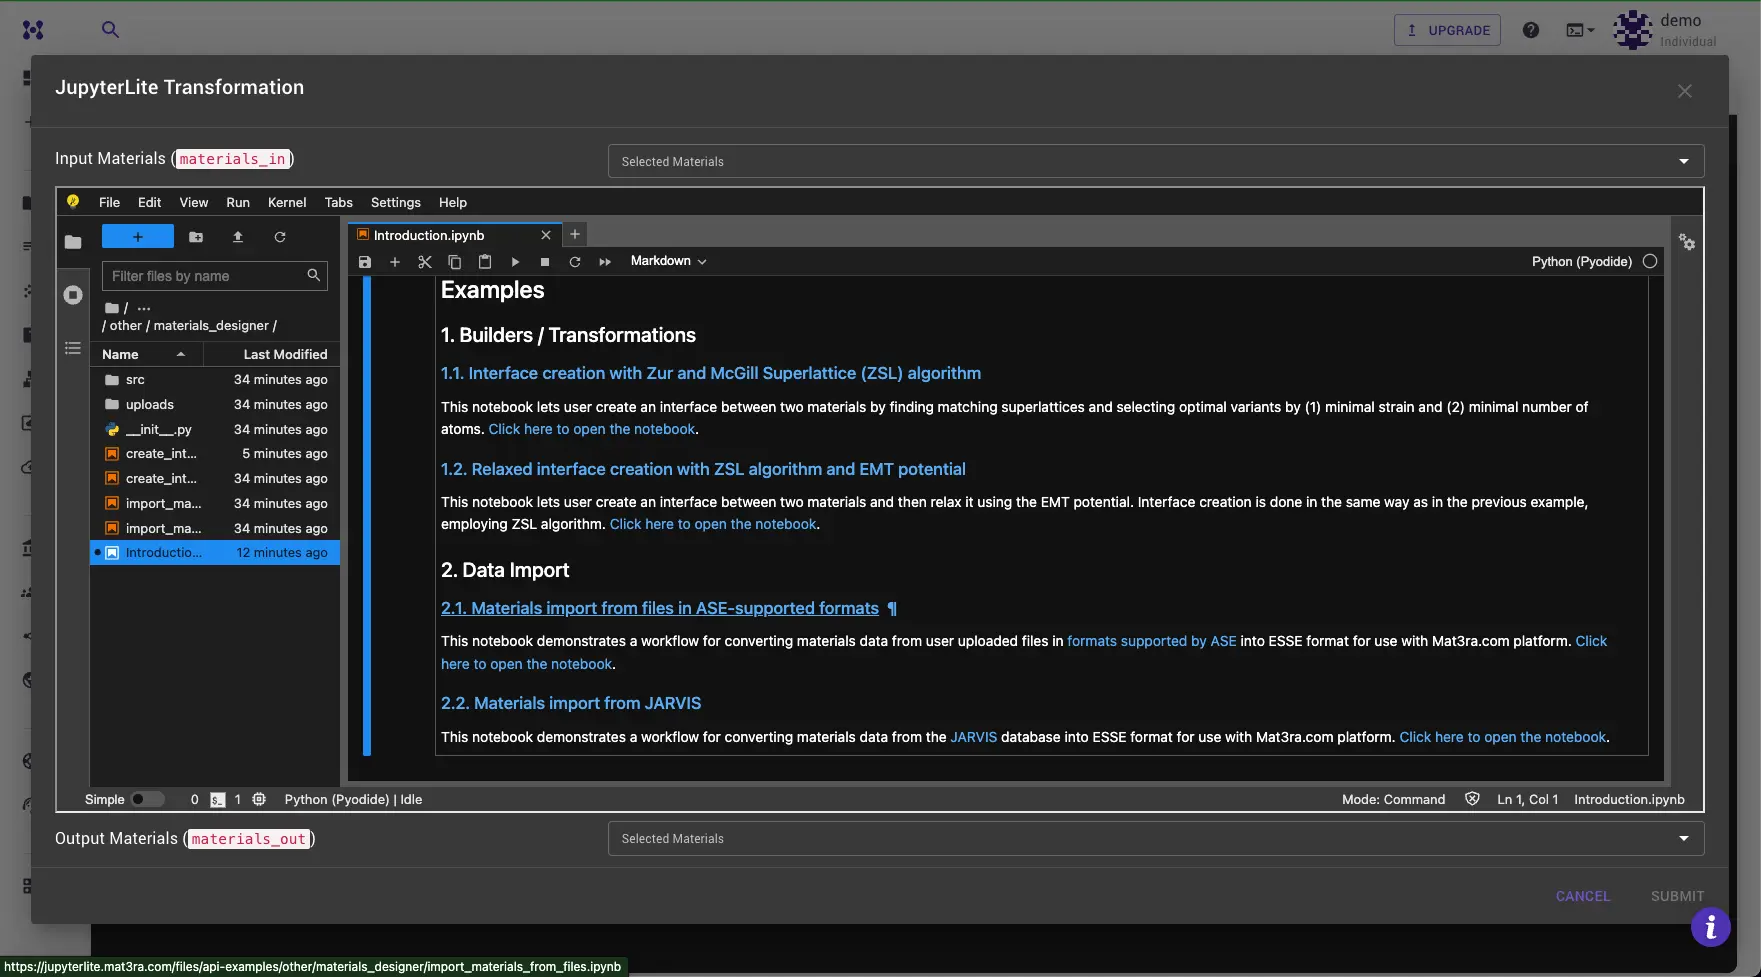 UPGRADE
demo
Individual
JupyterLite Transformation
Input Materials (materials_in)
Selected Materials
File Edit View Run Kernel Tabs Settings Help
Introduction.ipynb
Markdown
Python (Pyodide)
Filter files by name
/ ...
/ other / materials_designer /
Name Last Modified
src 34 minutes ago
uploads 34 minutes ago
__init__.py 34 minutes ago
create_int... 5 minutes ago
create_int... 34 minutes ago
import_ma... 34 minutes ago
import_ma... 34 minutes ago
Introductio... 12 minutes ago
Examples
1. Builders / Transformations
1.1. Interface creation with Zur and McGill Superlattice (ZSL) algorithm
This notebook lets user create an interface between two materials by finding matching superlattices and selecting optimal variants by (1) minimal strain and (2) minimal number of
atoms. Click here to open the notebook.
1.2. Relaxed interface creation with ZSL algorithm and EMT potential
This notebook lets user create an interface between two materials and then relax it using the EMT potential. Interface creation is done in the same way as in the previous example,
employing ZSL algorithm. Click here to open the notebook.
2. Data Import
2.1. Materials import from files in ASE-supported formats ¶
This notebook demonstrates a workflow for converting materials data from user uploaded files in formats supported by ASE into ESSE format for use with Mat3ra.com platform. Click
here to open the notebook.
2.2. Materials import from JARVIS
This notebook demonstrates a workflow for converting materials data from the JARVIS database into ESSE format for use with Mat3ra.com platform. Click here to open the notebook.
Simple 0 1 Python (Pyodide) | Idle
Mode: Command Ln 1, Col 1 Introduction.ipynb
Output Materials (materials_out)
Selected Materials
CANCEL SUBMIT
https://jupyterlite.mat3ra.com/files/api-examples/other/materials_designer/import_materials_from_files.ipynb